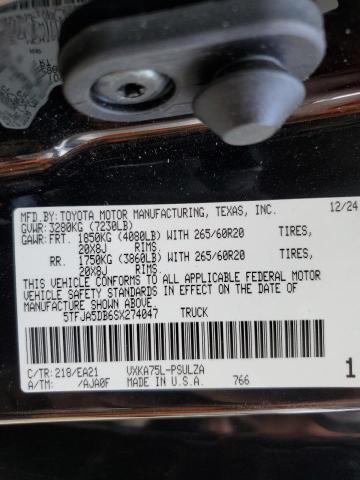 MFD.BY:TOYOTA MOTOR MANUFACTURING, TEXAS, INC. 12/24
GVWR: 3280KG (7230LB)
GAWR: FRT. 1850KG (4080LB) WITH 265/60R20 TIRES,
20X8J RIMS.
RR. 1750KG (3860LB) WITH 265/60R20 TIRES,
20X8J RIMS.
THIS VEHICLE CONFORMS TO ALL APPLICABLE FEDERAL MOTOR
VEHICLE SAFETY STANDARDS IN EFFECT ON THE DATE OF
MANUFACTURE SHOWN ABOVE.
5TFJA5DB6SX274047 TRUCK
C/TR:218/EA21 VXKA75L-PSULZA 1
A/TM: /AJA0F MADE IN U.S.A. 766